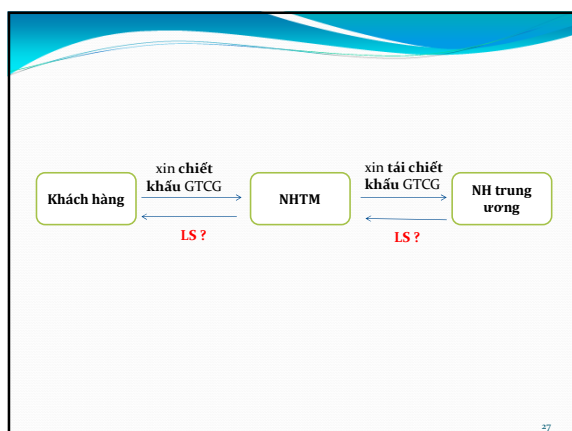 xin chiết
khấu GTCG
xin tái chiết
khấu GTCG
Khách hàng
NHTM
NH trung
ương
LS ?
LS ?
27